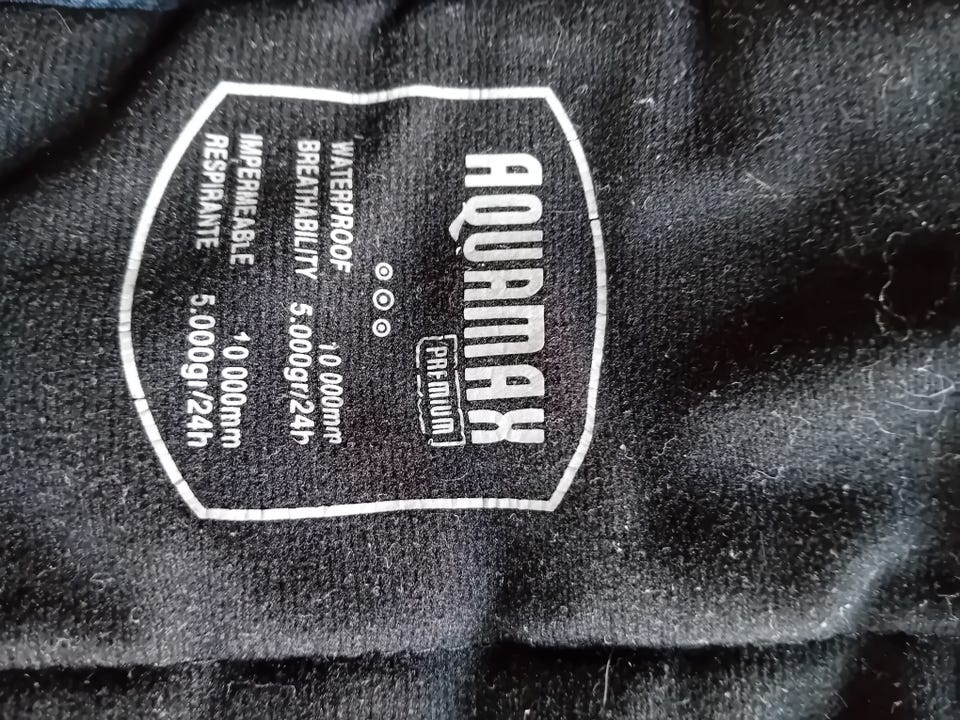 AQUAMAX
PREMIUM
WATERPROOF 10 000mm
BREATHABILITY 5.000gr/24h
IMPERMEABLE 10 000mm
RESPIRANTE 5.000gr/24h